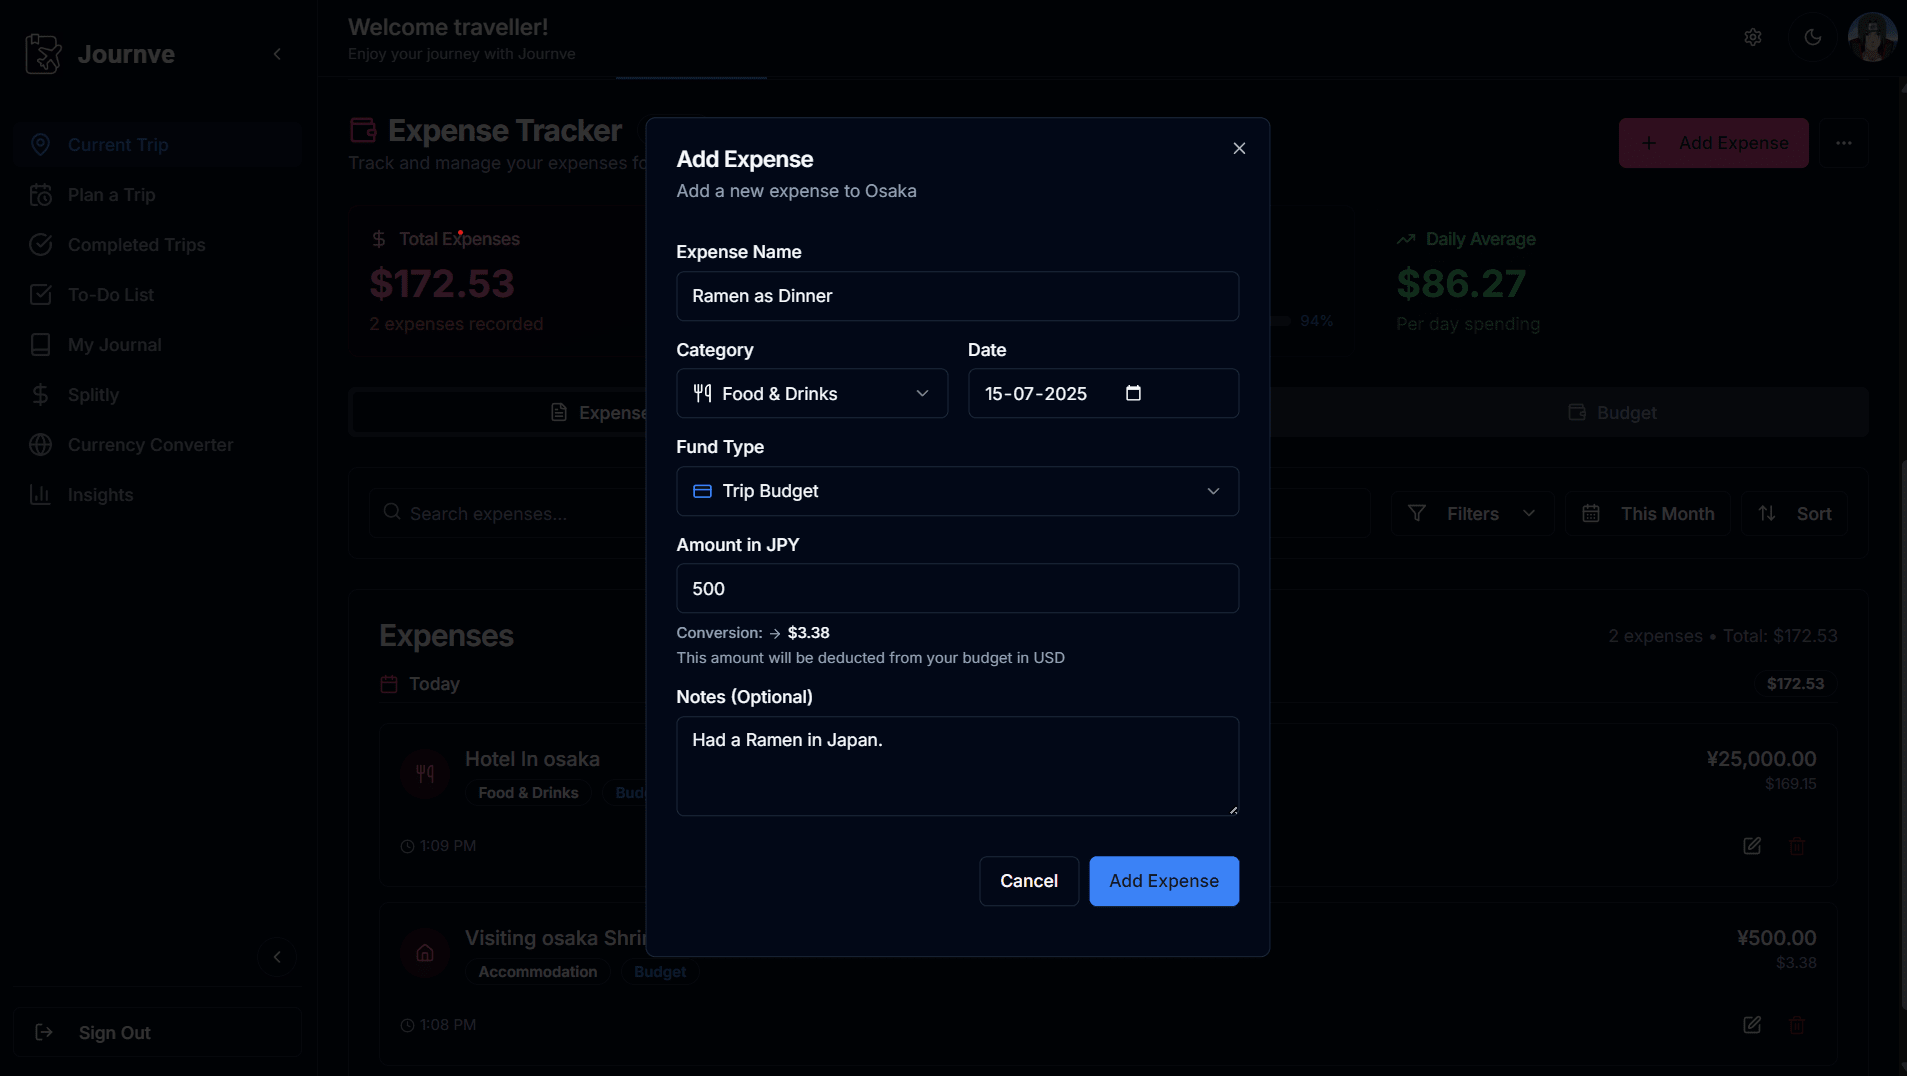 Journve
Welcome traveller!
Enjoy your journey with Journve
Current Trip
Plan a Trip
Completed Trips
To-Do List
My Journal
Splitly
Currency Converter
Insights
Sign Out
Expense Tracker
Track and manage your expenses
Add Expense
$ Total Expenses
$172.53
2 expenses recorded
94%
Daily Average
$86.27
Per day spending
Expense
Budget
Search expenses...
Filters
This Month
Sort
Expenses
2 expenses • Total: $172.53
Today
$172.53
Hotel In osaka
Food & Drinks
¥25,000.00
$169.15
1:09 PM
Visiting osaka
Accommodation
Budget
¥500.00
$3.38
1:08 PM
Add Expense
Add a new expense to Osaka
Expense Name
Ramen as Dinner
Category
Date
Food & Drinks
15-07-2025
Fund Type
Trip Budget
Amount in JPY
500
Conversion: → $3.38
This amount will be deducted from your budget in USD
Notes (Optional)
Had a Ramen in Japan.
Cancel
Add Expense